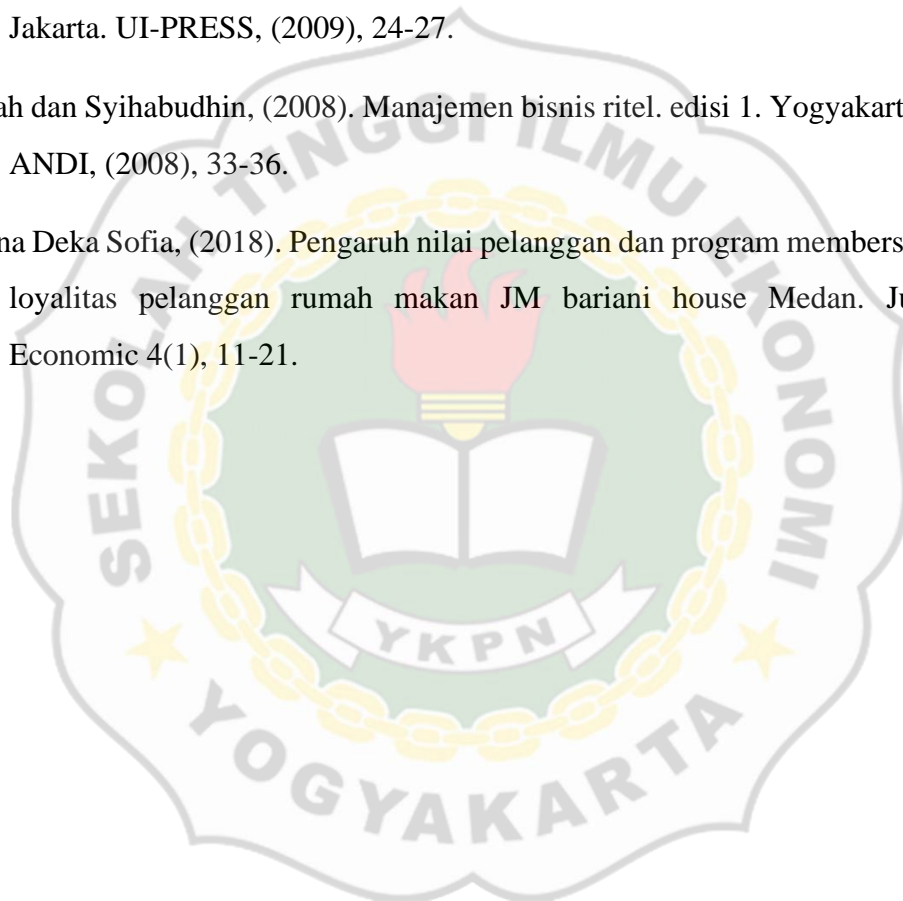 Jakarta. UI-PRESS, (2009), 24-27.
ah dan Syihabudhin, (2008). Manajemen bisnis ritel. edisi 1. Yogyakart
ANDI, (2008), 33-36.
na Deka Sofia, (2018). Pengaruh nilai pelanggan dan program members
loyalitas pelanggan rumah makan JM bariani house Medan. Ju
Economic 4(1), 11-21.
SEKOLAH TINGGI ILMU EKONOMI
YKPN
YOGYAKARTA